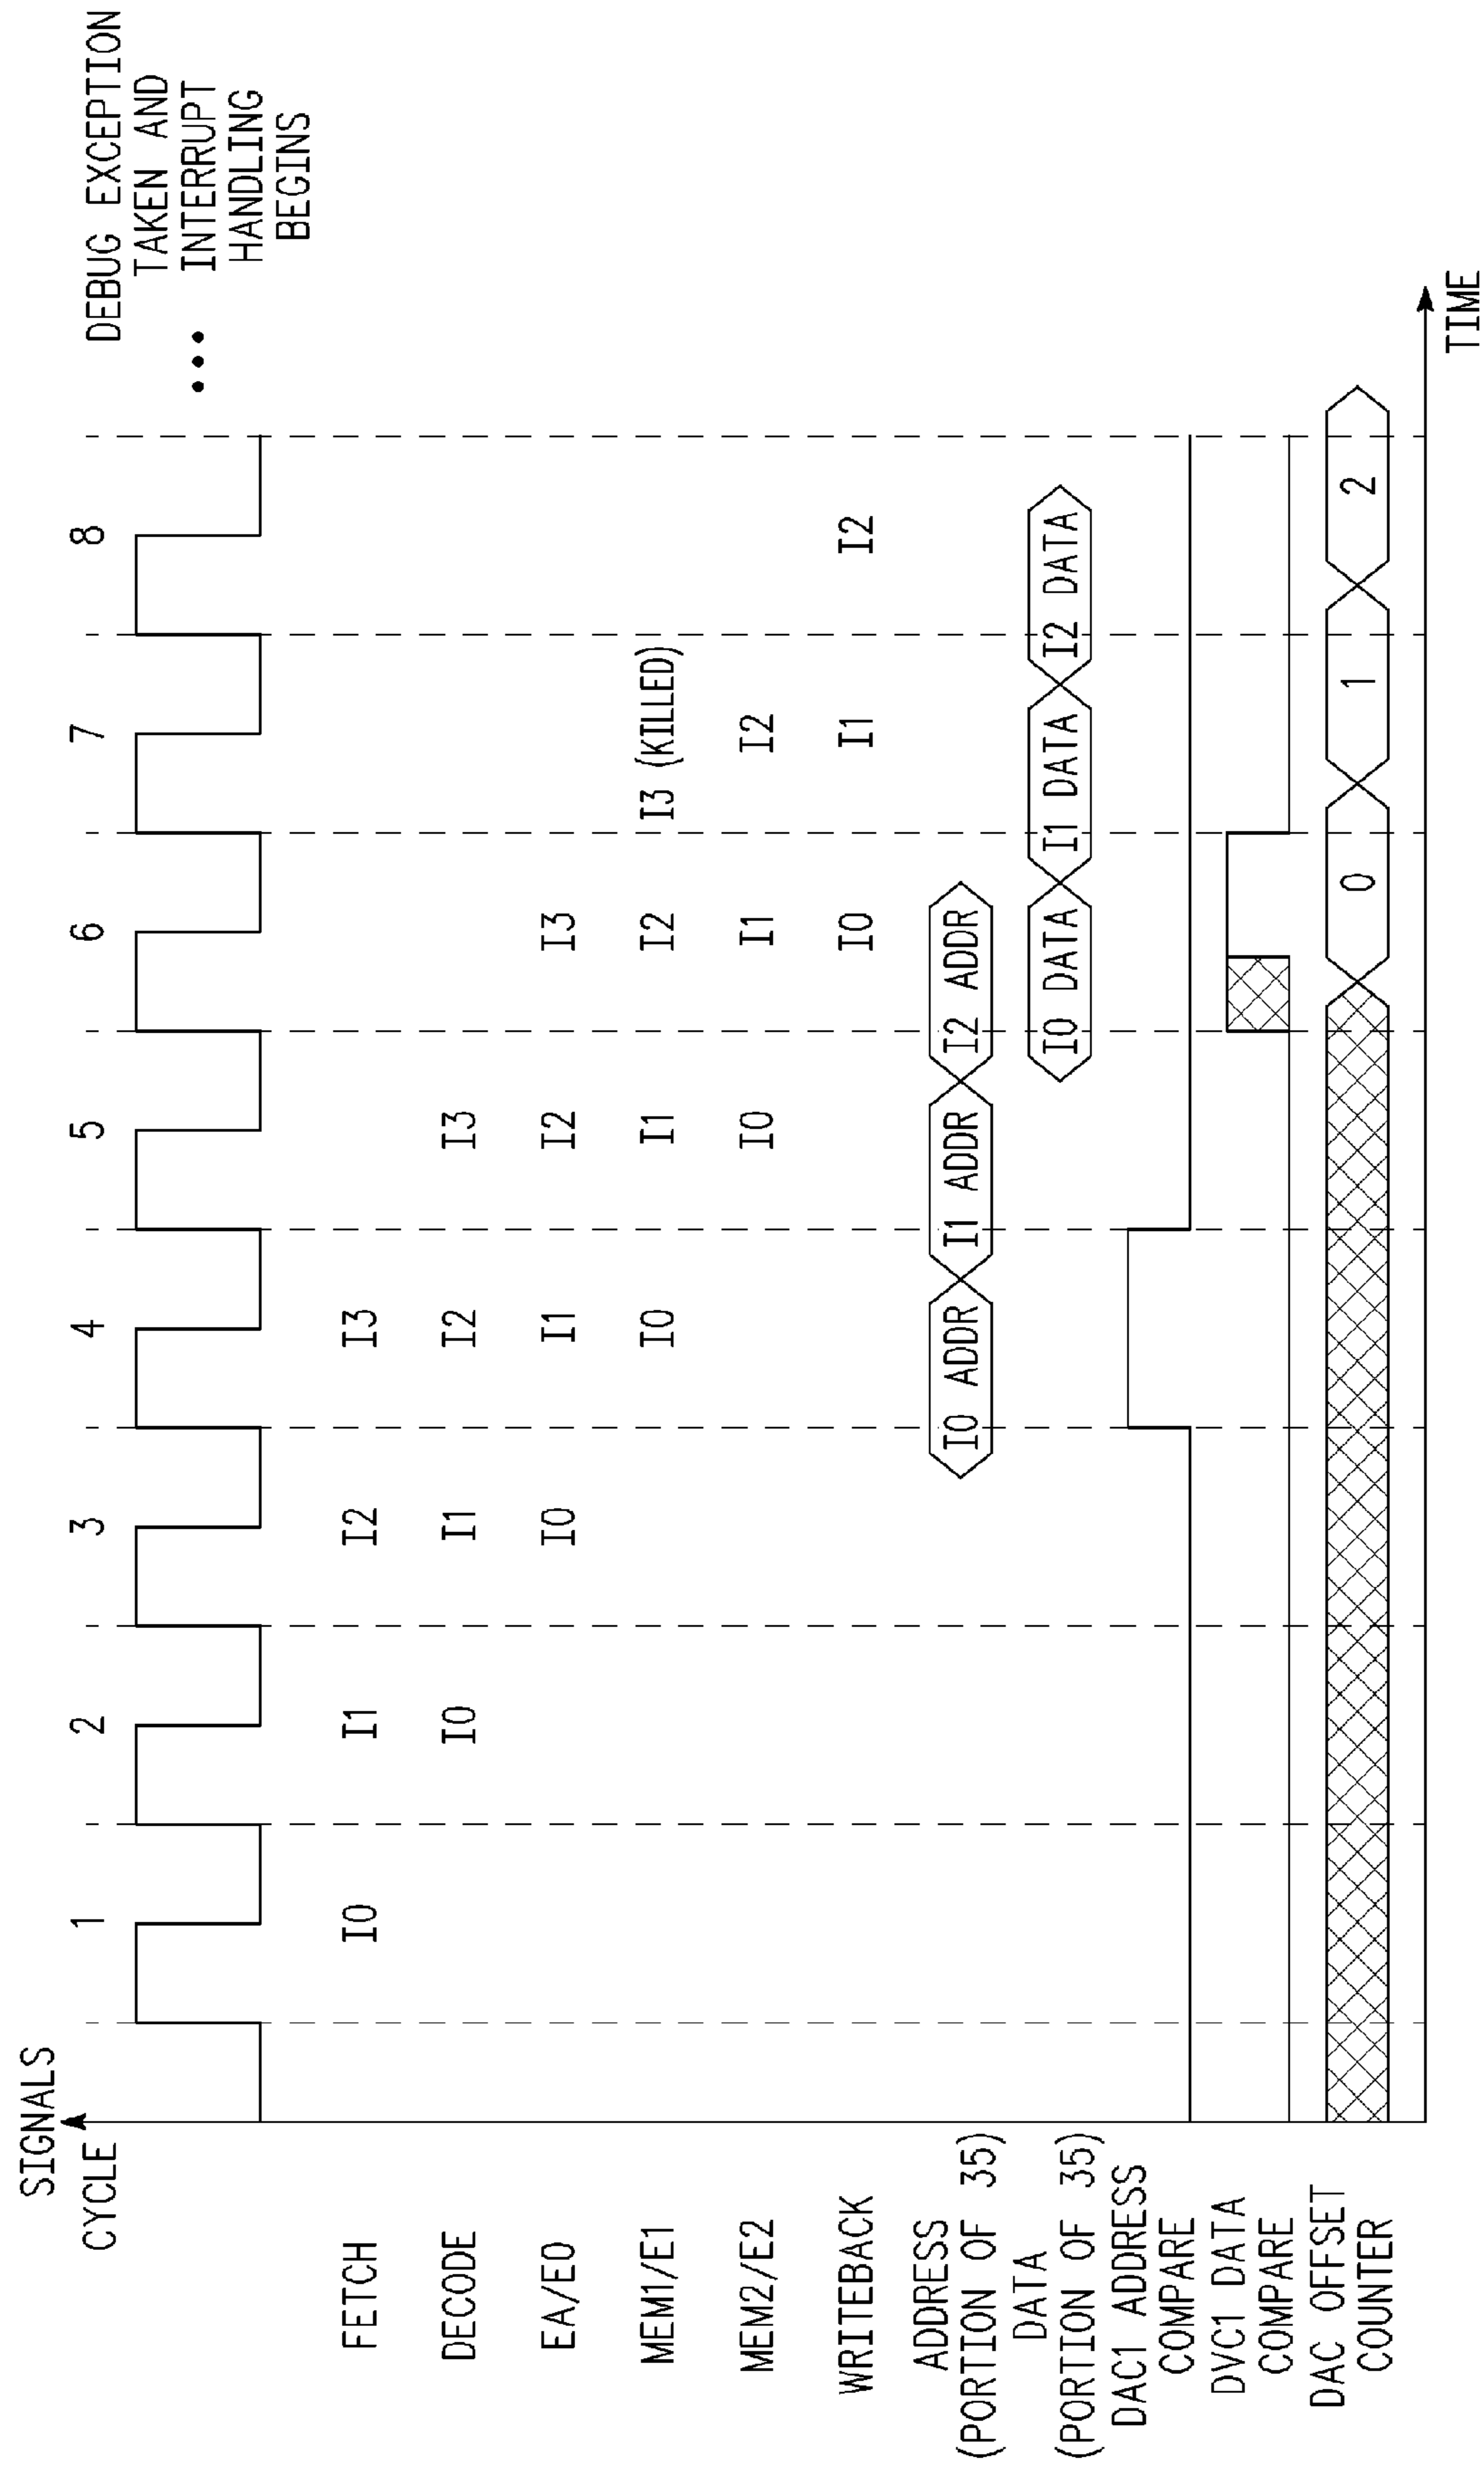 SIGNALS
CYCLE 1 2 3 4 5 6 7 8
DEBUG EXCEPTION
TAKEN AND
••• INTERRUPT
HANDLING
BEGINS
FETCH I0 I1 I2 I3
DECODE I0 I1 I2 I3
EA/E0 I0 I1 I2 I3
MEM1/E1 I0 I1 I2 I3 (KILLED)
MEM2/E2 I0 I1 I2
WRITEBACK I0 I1 I2
ADDRESS
(PORTION OF 35) I0 ADDR I1 ADDR I2 ADDR
DATA
(PORTION OF 35) I0 DATA I1 DATA I2 DATA
DAC1 ADDRESS
COMPARE
DVC1 DATA
COMPARE
DAC OFFSET
COUNTER 0 1 2
TIME